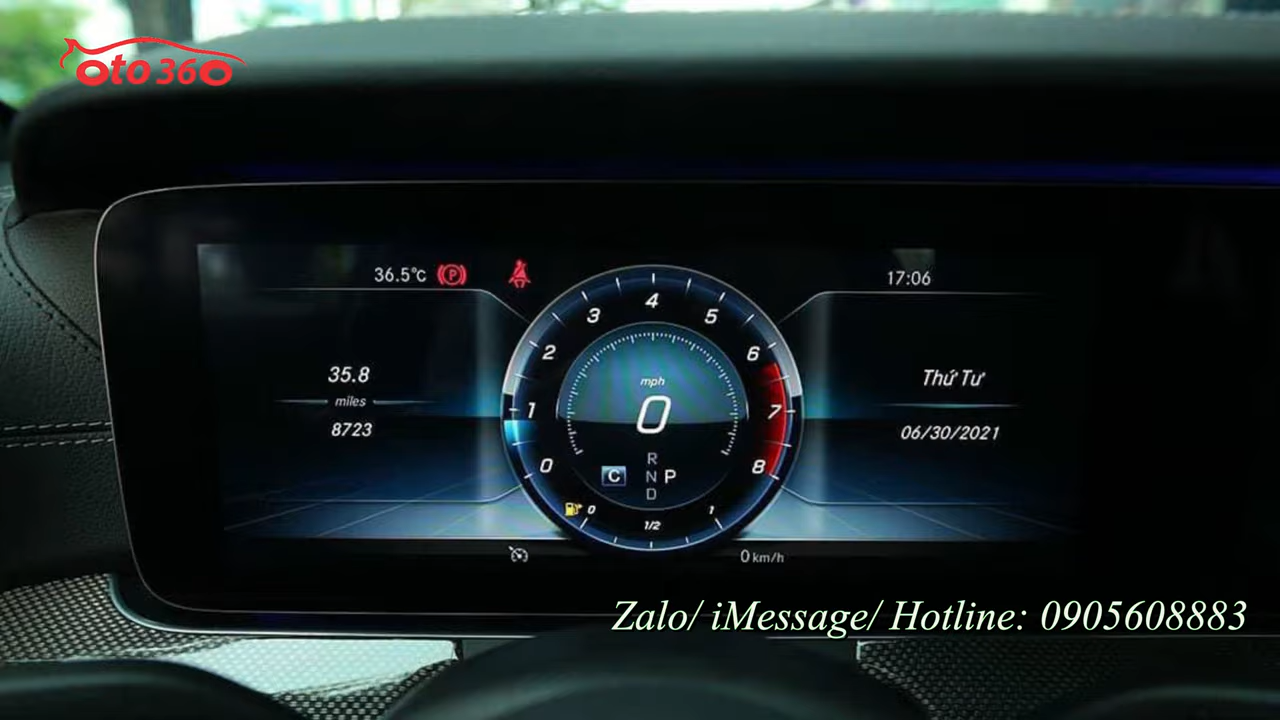 oto360
36.5°C
17:06
35.8
miles
8723
0 1 2 3 4 5 6 7 8
mph
0
R
C N P
D
0 1/2 1
Thứ Tư
06/30/2021
0 km/h
Zalo/ iMessage/ Hotline: 0905608883